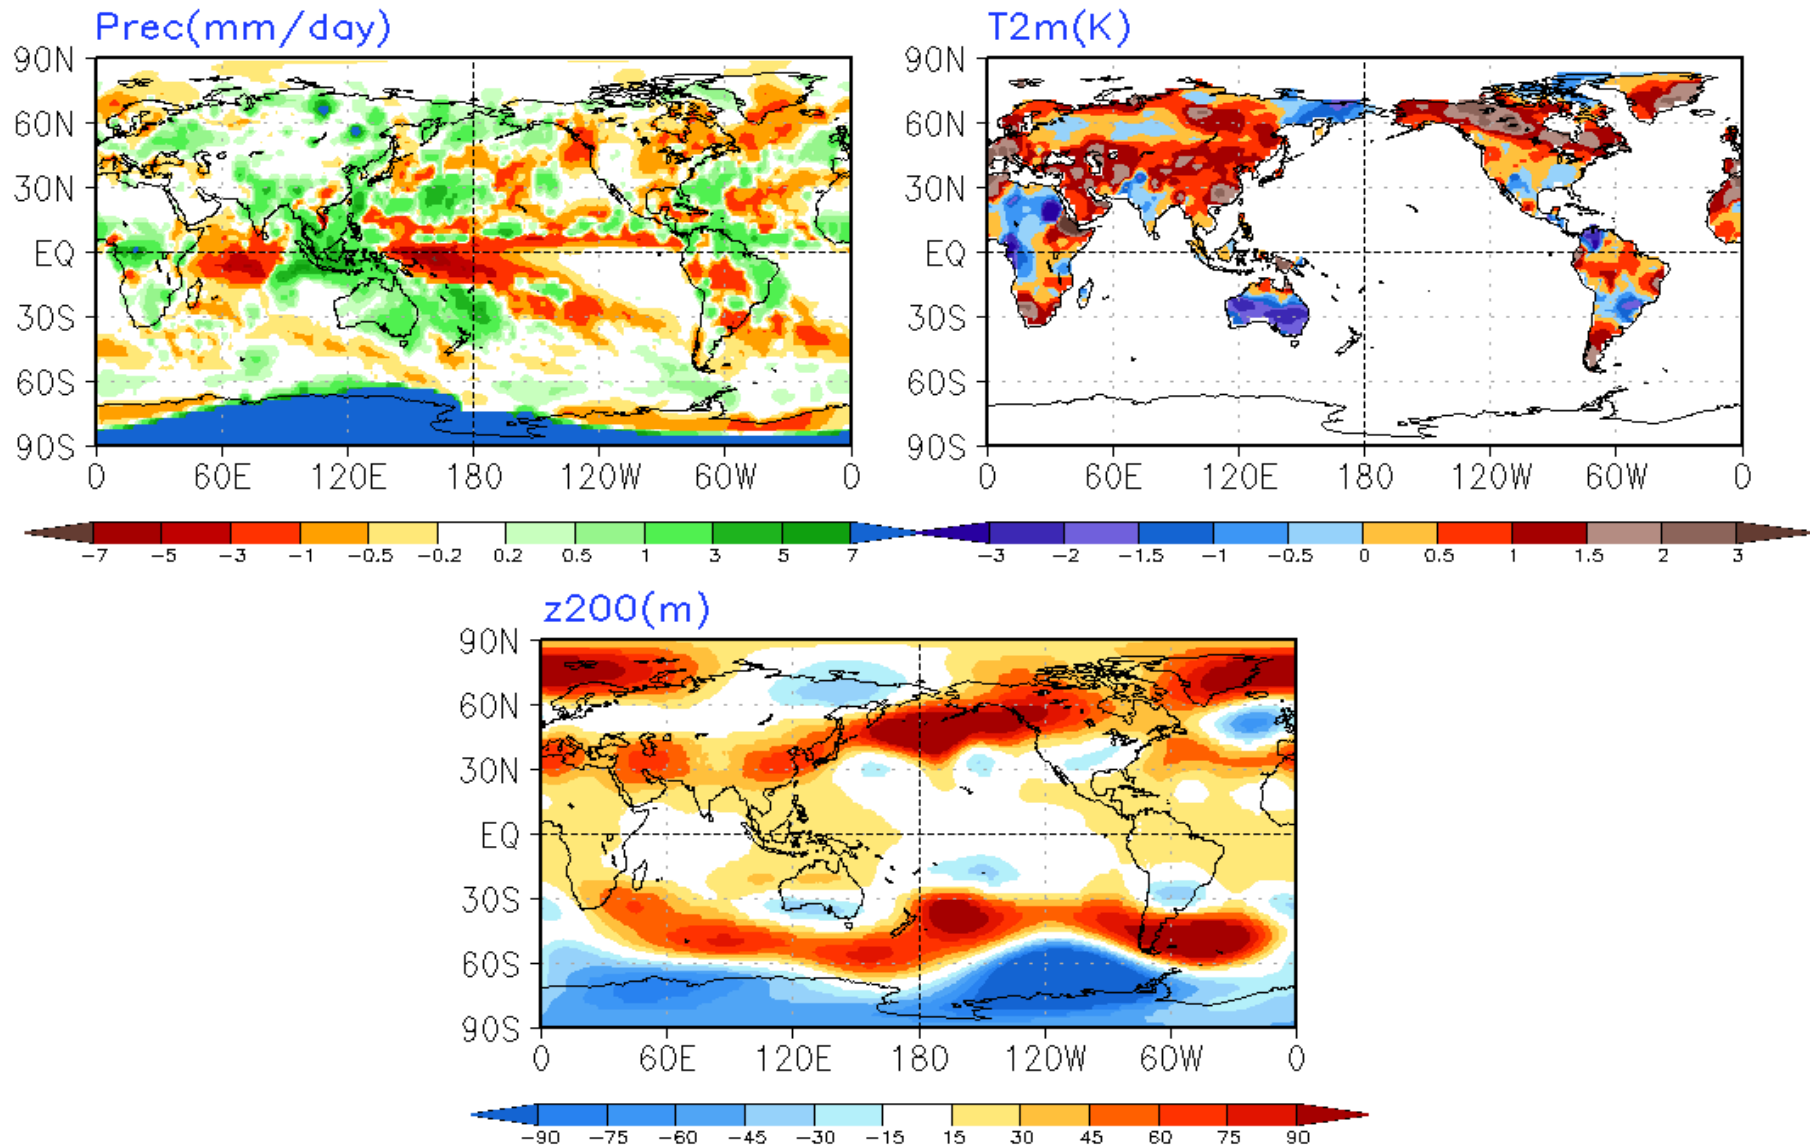 Prec(mm/day)
90N
60N
30N
EQ
30S
60S
90S
0 60E 120E 180 120W 60W 0
-7 -5 -3 -1 -0.5 -0.2 0.2 0.5 1 3 5 7
T2m(K)
90N
60N
30N
EQ
30S
60S
90S
0 60E 120E 180 120W 60W 0
-3 -2 -1.5 -1 -0.5 0 0.5 1 1.5 2 3
z200(m)
90N
60N
30N
EQ
30S
60S
90S
0 60E 120E 180 120W 60W 0
-90 -75 -60 -45 -30 -15 15 30 45 60 75 90